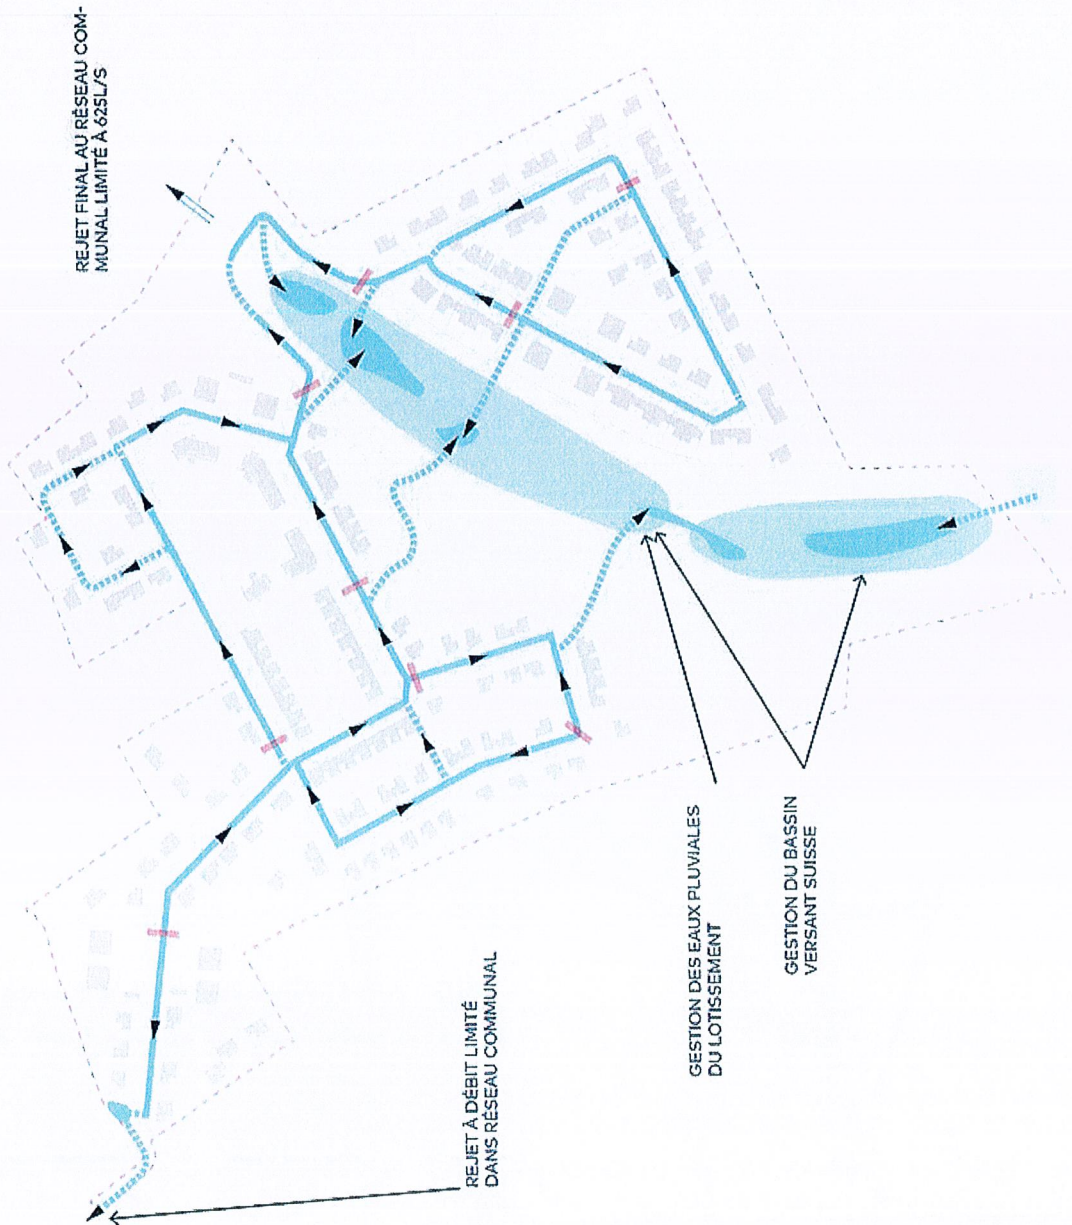 REJET FINAL AU RÉSEAU COM-
MUNAL LIMITÉ À 625L/S
REJET À DÉBIT LIMITÉ
DANS RÉSEAU COMMUNAL
GESTION DES EAUX PLUVIALES
DU LOTISSEMENT
GESTION DU BASSIN
VERSANT SUISSE